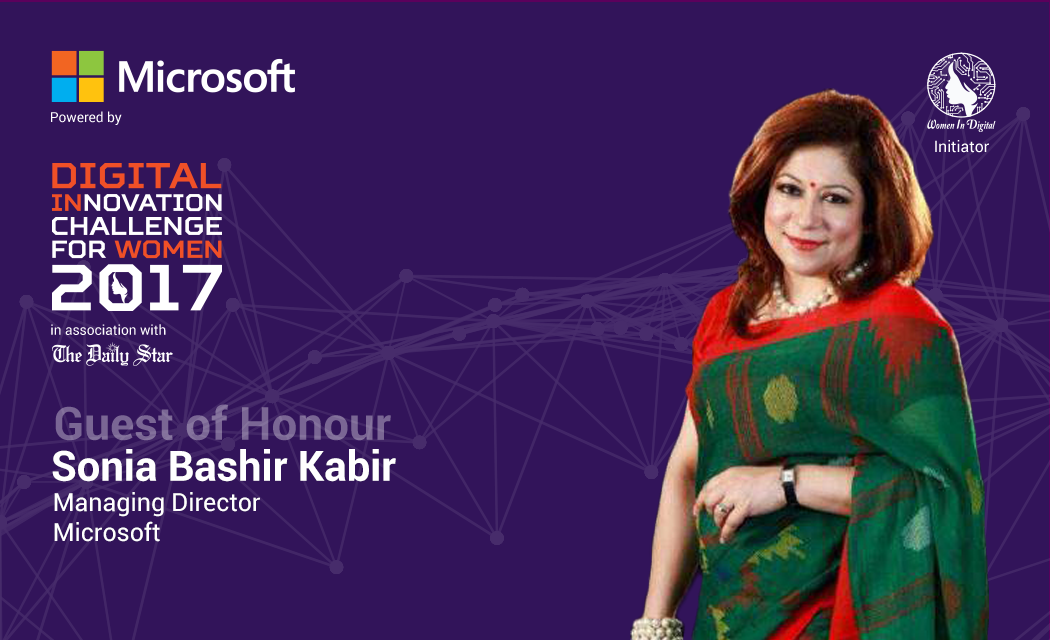 Microsoft
Powered by
DIGITAL
INNOVATION
CHALLENGE
FOR WOMEN
2017
in association with
The Daily Star
Guest of Honour
Sonia Bashir Kabir
Managing Director
Microsoft
Women In Digital
Initiator